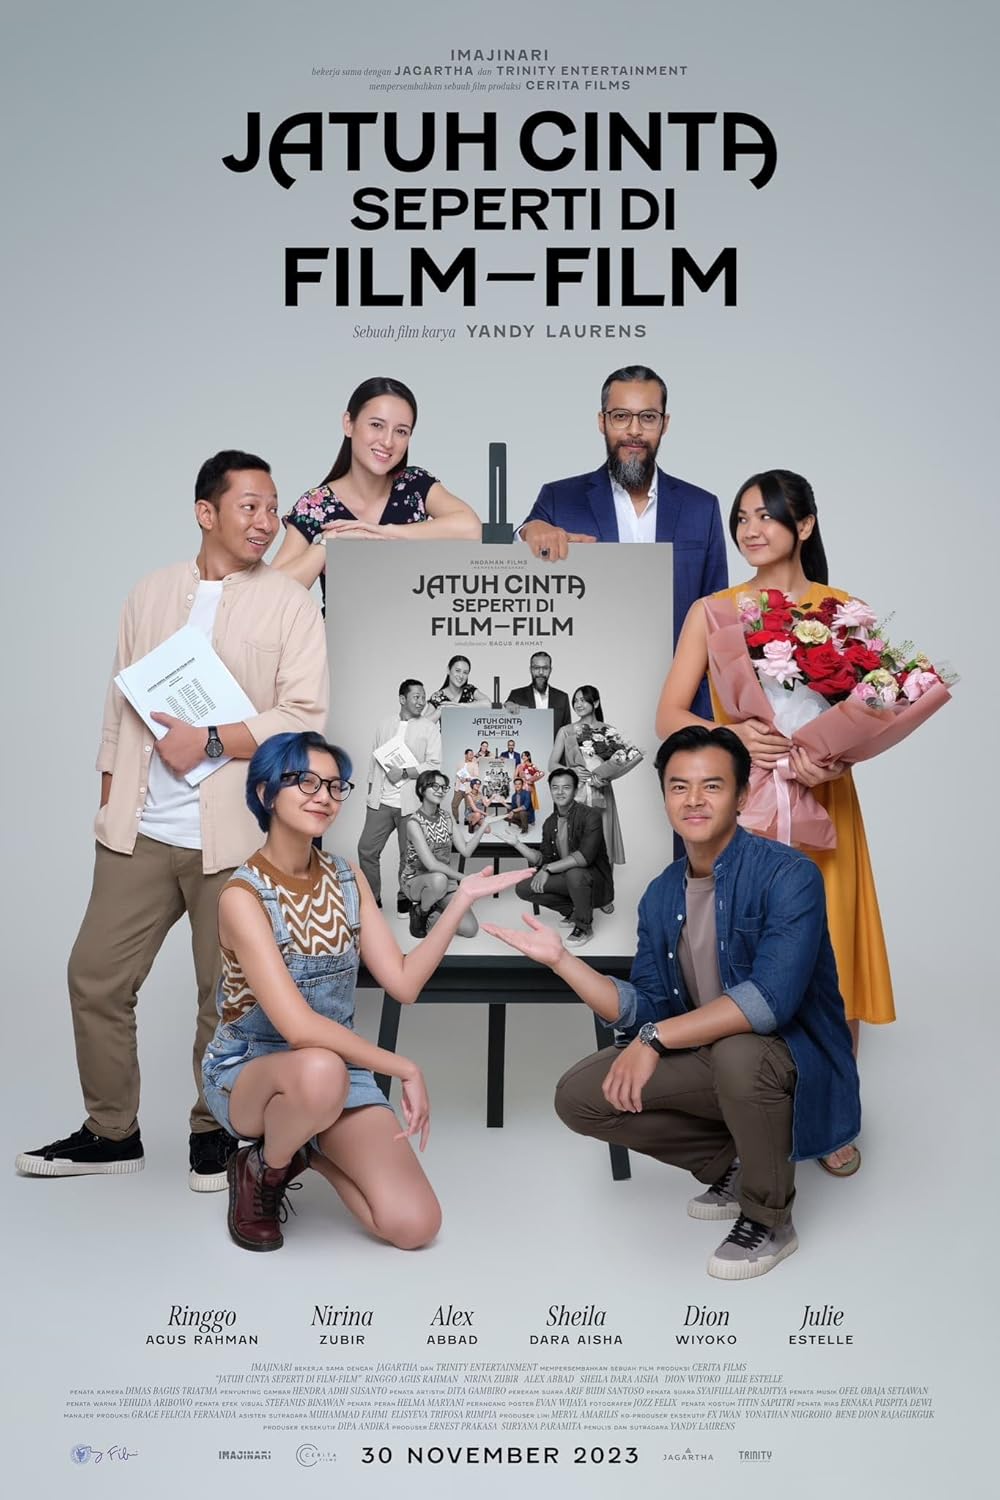 IMAJINARI
bekerja sama dengan JAGARTHA dan TRINITY ENTERTAINMENT
mempersembahkan sebuah film produksi CERITA FILMS
JATUH CINTA
SEPERTI DI
FILM–FILM
Sebuah film karya YANDY LAURENS
ANDAMAN FILMS
MEMPERSEMBAHKAN
JATUH CINTA
SEPERTI DI
FILM–FILM
BAGUS RAHMAT
JATUH CINTA
SEPERTI DI
FILM–FILM
Ringgo Nirina Alex Sheila Dion Julie
AGUS RAHMAN ZUBIR ABBAD DARA AISHA WIYOKO ESTELLE
IMAJINARI BEKERJA SAMA DENGAN JAGARTHA DAN TRINITY ENTERTAINMENT MEMPERSEMBAHKAN SEBUAH FILM PRODUKSI CERITA FILMS
"JATUH CINTA SEPERTI DI FILM-FILM" RINGGO AGUS RAHMAN NIRINA ZUBIR ALEX ABBAD SHEILA DARA AISHA DION WIYOKO JULIE ESTELLE
PENATA KAMERA DIMAS BAGUS TRIATMA PENYUNTING GAMBAR HENDRA ADHI SUSANTO PENATA ARTISTIK DITA GAMBIRO PEREKAM SUARA ARIF BUDI SANTOSO PENATA SUARA SYAIFULLAH PRADITYA PENATA MUSIK OFEL OBAJA SETIAWAN
PENATA WARNA YEHUDA ARIBOWO PENATA EFEK VISUAL STEFANUS BINAWAN PENATA PERAN HELMA MARYANI PERANCANG POSTER EVAN WIJAYA FOTOGRAFER JOZZ FELIX PENATA KOSTUM TITIN SAPUTRI PENATA RIAS ERNAKA PUSPITA DEWI
MANAJER PRODUKSI GRACE FELICIA FERNANDA ASISTEN SUTRADARA MUHAMMAD FAHMI ELISYEVA TRIFOSA RUMPIA PRODUSER LINI MERYL AMARILIS KO-PRODUSER EKSEKUTIF FX IWAN YONATHAN NUGROHO BENE DION RAJAGUKGUK
PRODUSER EKSEKUTIF DIPA ANDIKA PRODUSER ERNEST PRAKASA SURYANA PARAMITA PENULIS DAN SUTRADARA YANDY LAURENS
IMAJINARI CERITA FILMS 30 NOVEMBER 2023 JAGARTHA TRINITY